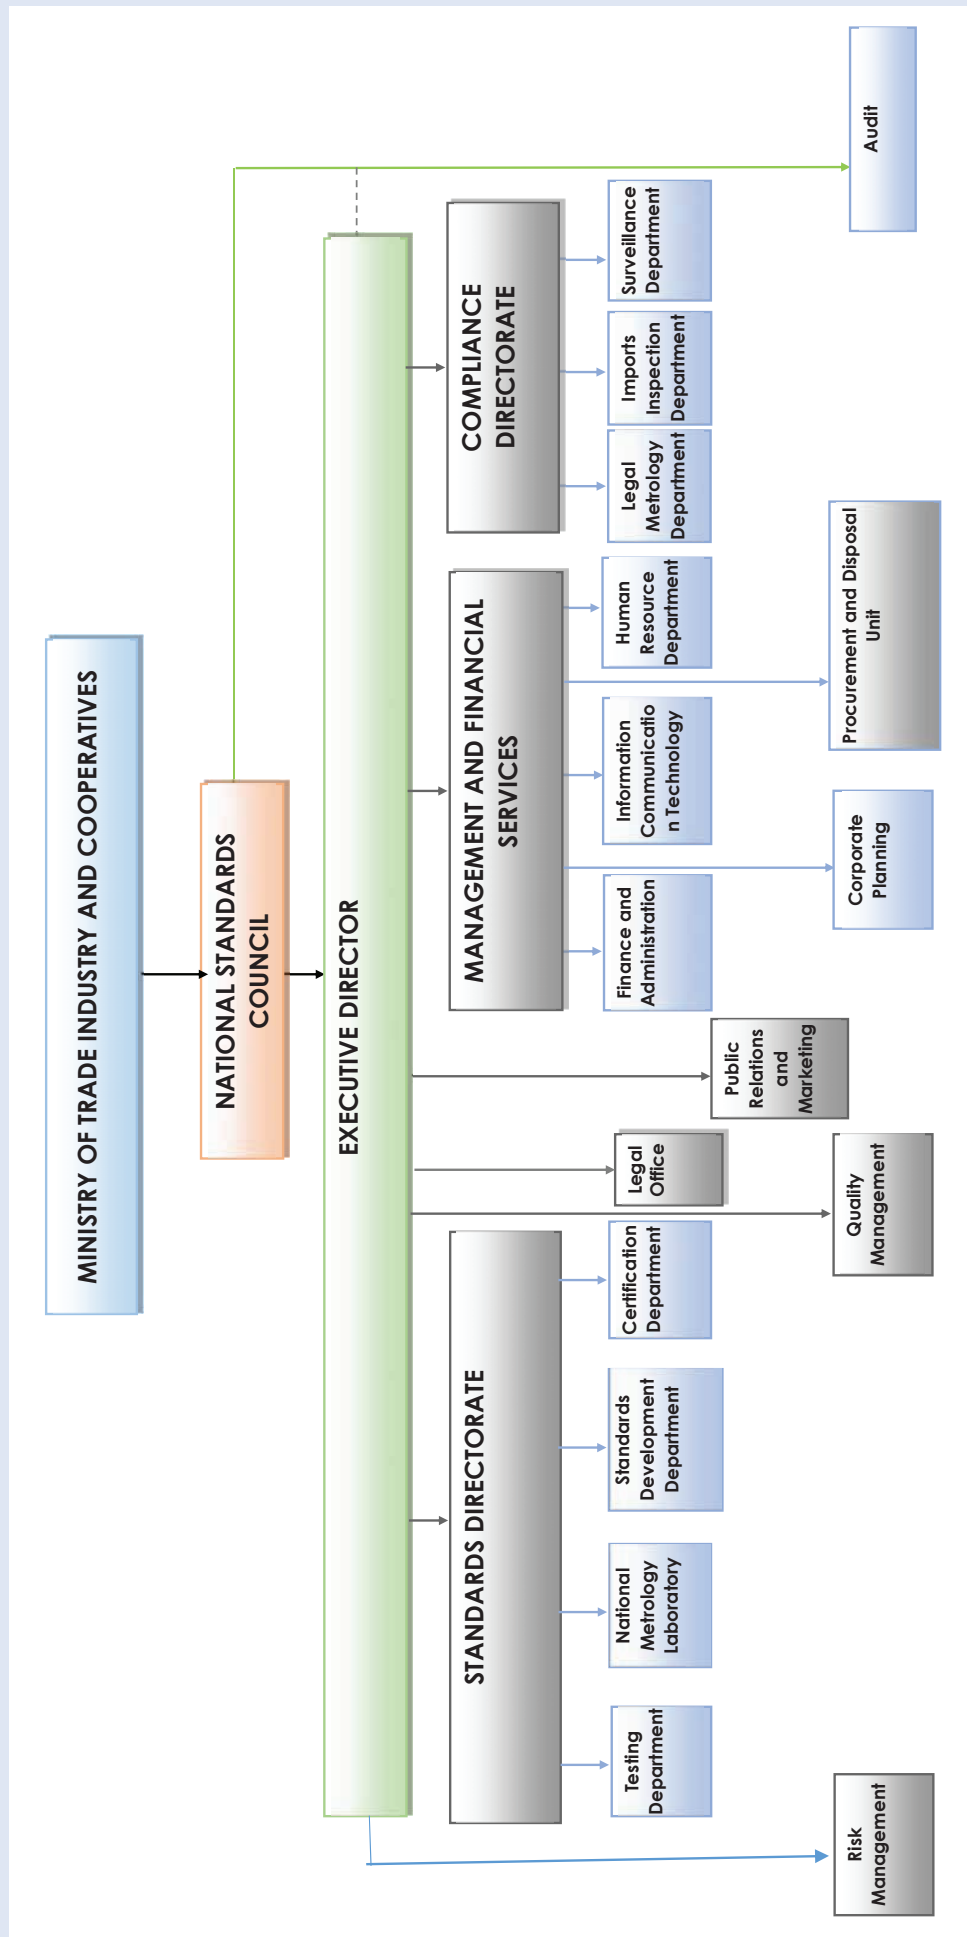 MINISTRY OF TRADE INDUSTRY AND COOPERATIVES
NATIONAL STANDARDS
COUNCIL
EXECUTIVE DIRECTOR
STANDARDS DIRECTORATE
MANAGEMENT AND FINANCIAL
SERVICES
COMPLIANCE
DIRECTORATE
Testing
Department
National
Metrology
Laboratory
Standards
Development
Department
Certification
Department
Legal
Office
Public
Relations
and
Marketing
Finance and
Administration
Information
Communicatio
n Technology
Human
Resource
Department
Legal
Metrology
Department
Imports
Inspection
Department
Surveillance
Department
Risk
Management
Quality
Management
Corporate
Planning
Procurement and Disposal
Unit
Audit